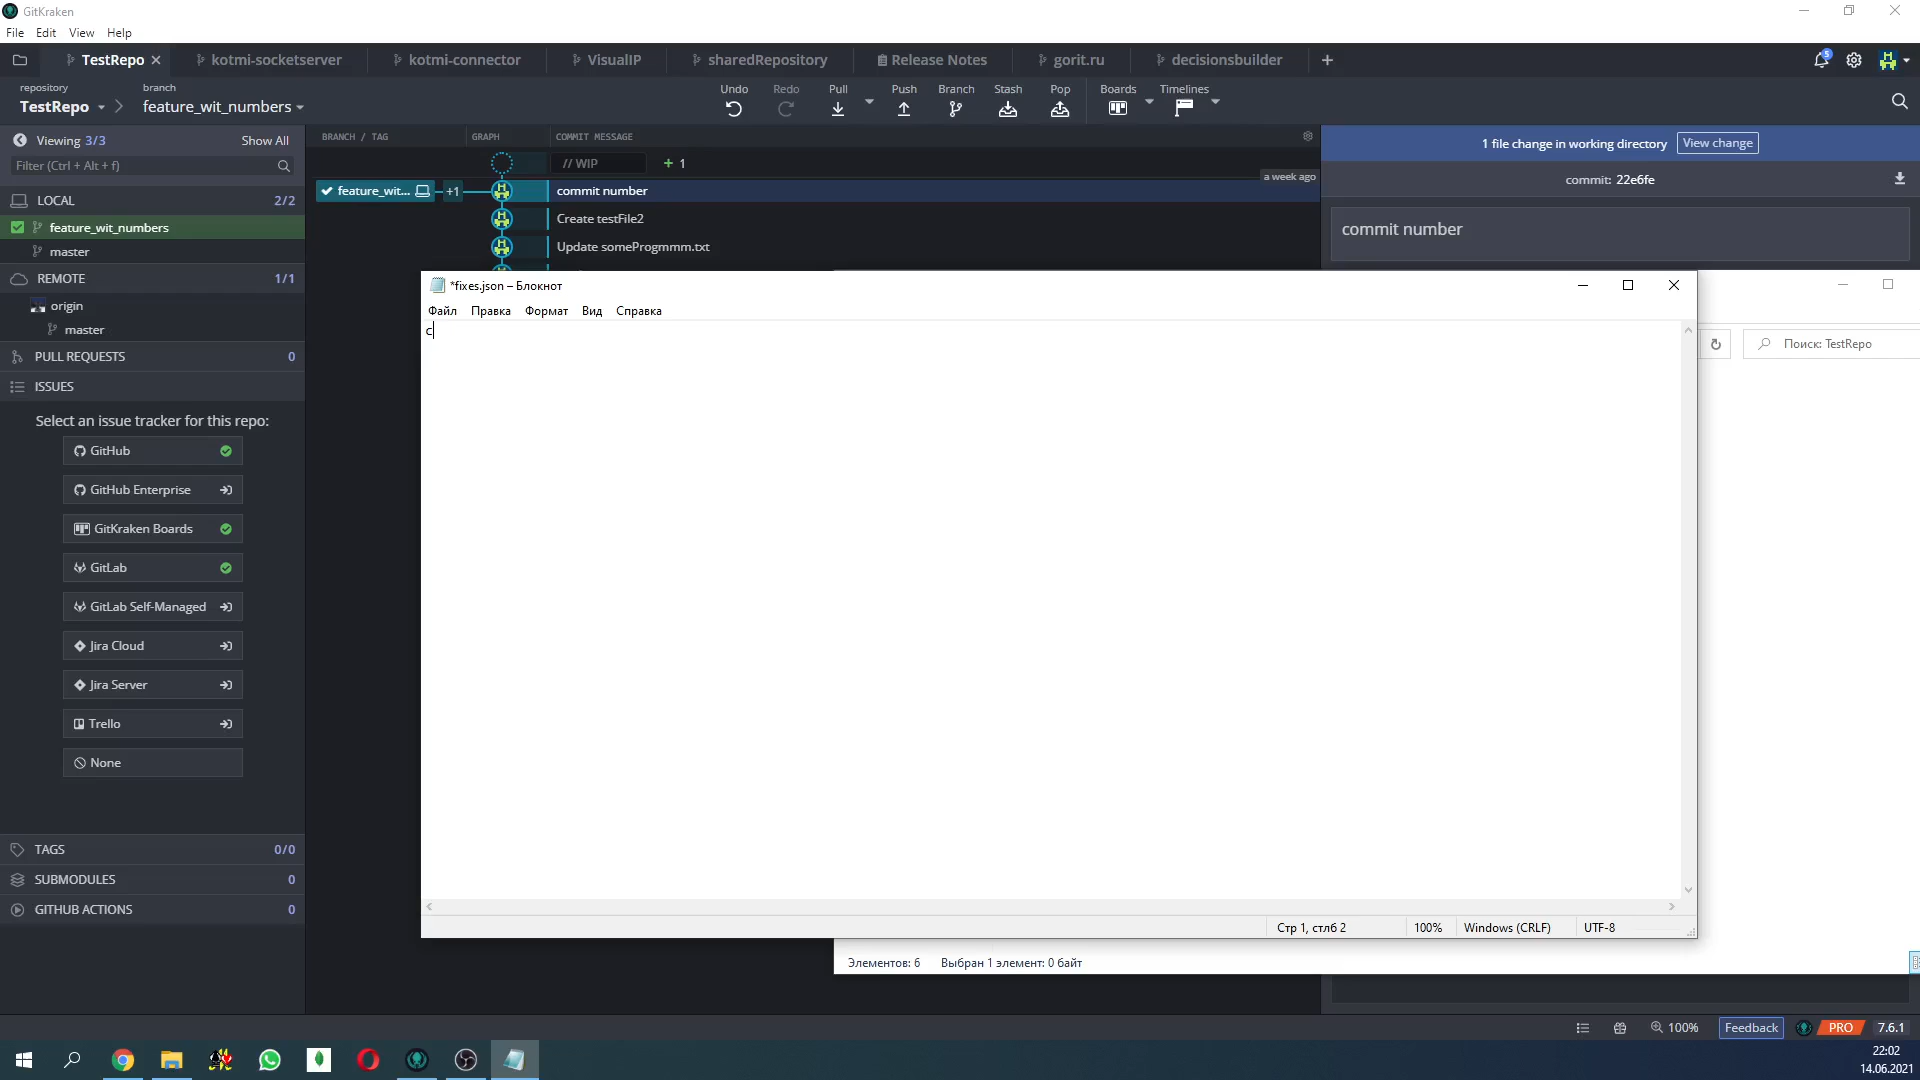 GitKraken
File Edit View Help
TestRepo kotmi-socketserver kotmi-connector VisualIP sharedRepository Release Notes gorit.ru decisionsbuilder + 5
repository branch
TestRepo feature_wit_numbers
Undo Redo Pull Push Branch Stash Pop Boards Timelines
Viewing 3/3 Show All
Filter (Ctrl + Alt + f)
LOCAL 2/2
feature_wit_numbers
master
REMOTE 1/1
origin
master
PULL REQUESTS 0
ISSUES
Select an issue tracker for this repo:
GitHub
GitHub Enterprise
GitKraken Boards
GitLab
GitLab Self-Managed
Jira Cloud
Jira Server
Trello
None
TAGS 0/0
SUBMODULES 0
GITHUB ACTIONS 0
BRANCH / TAG GRAPH COMMIT MESSAGE
// WIP + 1
a week ago
feature_wit... +1 commit number
Create testFile2
Update someProgmmm.txt
1 file change in working directory View change
commit: 22e6fe
commit number
*fixes.json – Блокнот
Файл Правка Формат Вид Справка
c
Стр 1, стлб 2 100% Windows (CRLF) UTF-8
Поиск: TestRepo
Элементов: 6 Выбран 1 элемент: 0 байт
100% Feedback PRO 7.6.1
22:02
14.06.2021